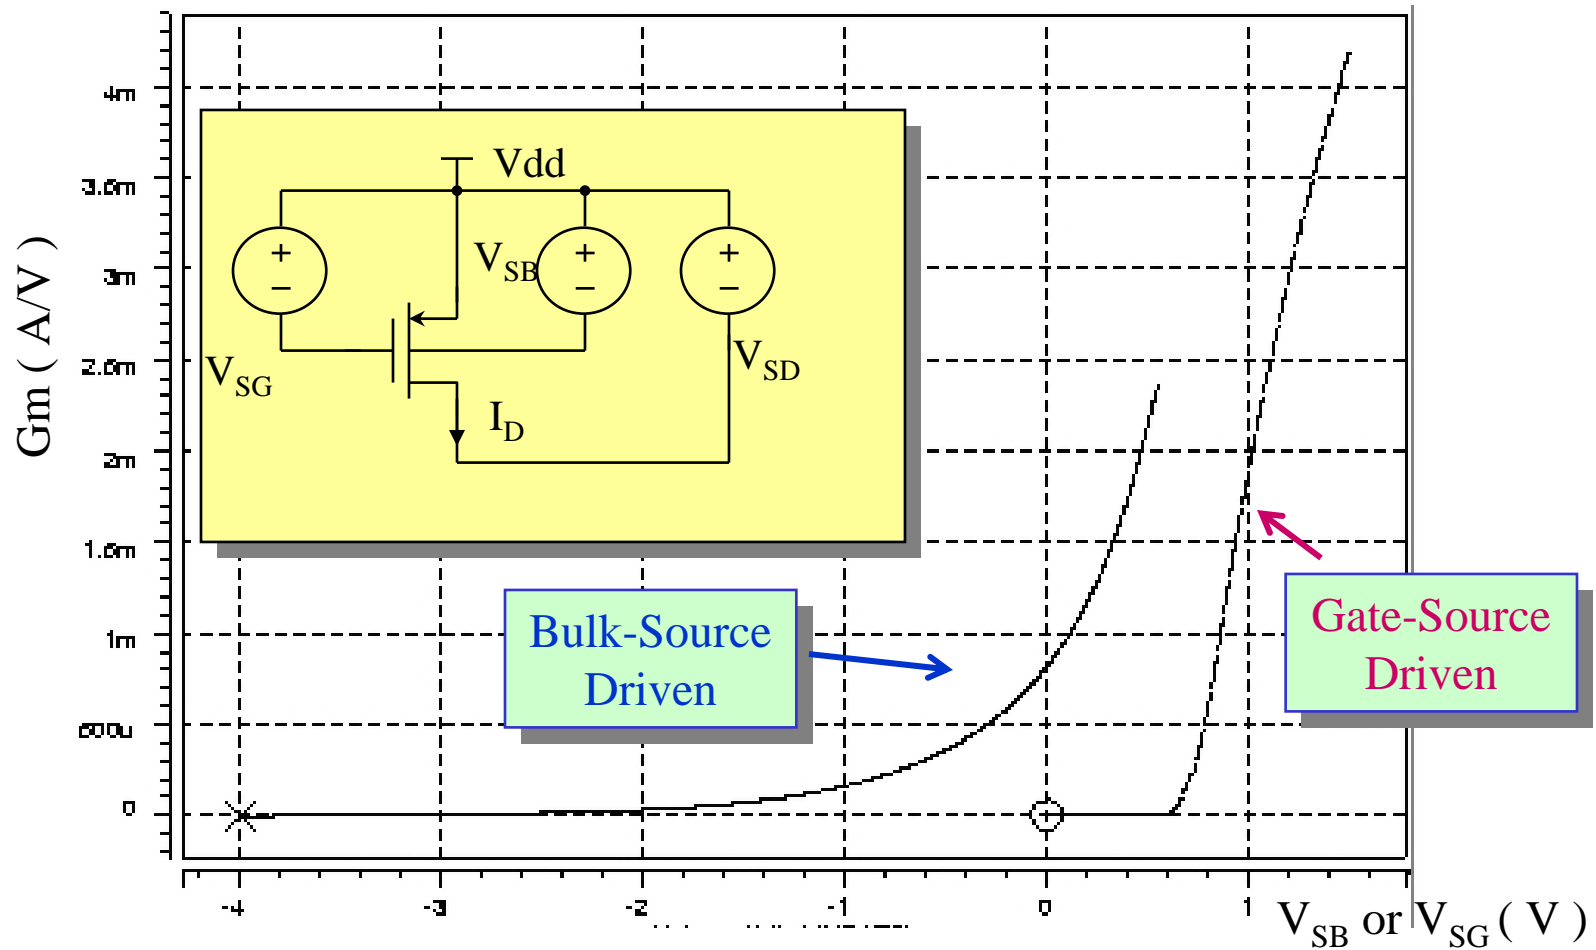 Gm ( A/V )
4m
3.5m
3m
2.5m
2m
1.5m
1m
500u
0
Vdd
+
+
+
−
−
−
V_SB
V_SG
V_SD
I_D
Bulk-Source
Driven
Gate-Source
Driven
-4
-3
-2
-1
0
1
V_SB or V_SG ( V )